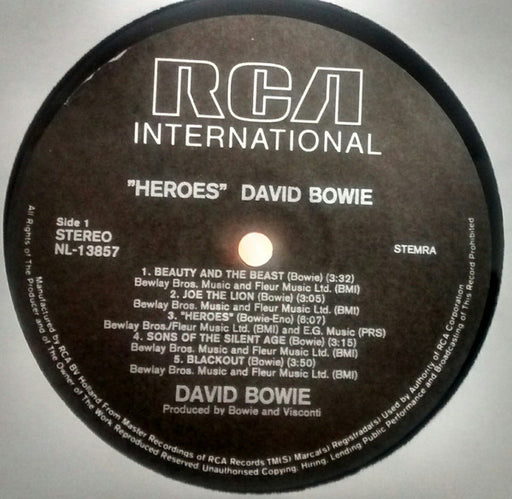 RCA
INTERNATIONAL
"HEROES" DAVID BOWIE
Side 1
STEREO
NL-13857
STEMRA
1. BEAUTY AND THE BEAST (Bowie) (3:32)
Bewlay Bros. Music and Fleur Music Ltd. (BMI)
2. JOE THE LION (Bowie) (3:05)
Bewlay Bros. Music and Fleur Music Ltd. (BMI)
3. "HEROES" (Bowie-Eno) (6:07)
Bewlay Bros./Fleur Music Ltd. (BMI) and E.G. Music (PRS)
4. SONS OF THE SILENT AGE (Bowie) (3:15)
Bewlay Bros. Music and Fleur Music Ltd. (BMI)
5. BLACKOUT (Bowie) (3:50)
Bewlay Bros. Music and Fleur Music Ltd. (BMI)
DAVID BOWIE
Produced by Bowie and Visconti
Manufactured by RCA BV Holland From Master Recordings of RCA Records TM(S) Marca(s) Registrada(s) Used by Authority of RCA Corporation
All Rights of The Producer and of The Owner of The Work Reproduced Reserved Unauthorised Copying, Hiring, Lending Public Performance and Broadcasting of This Record Prohibited